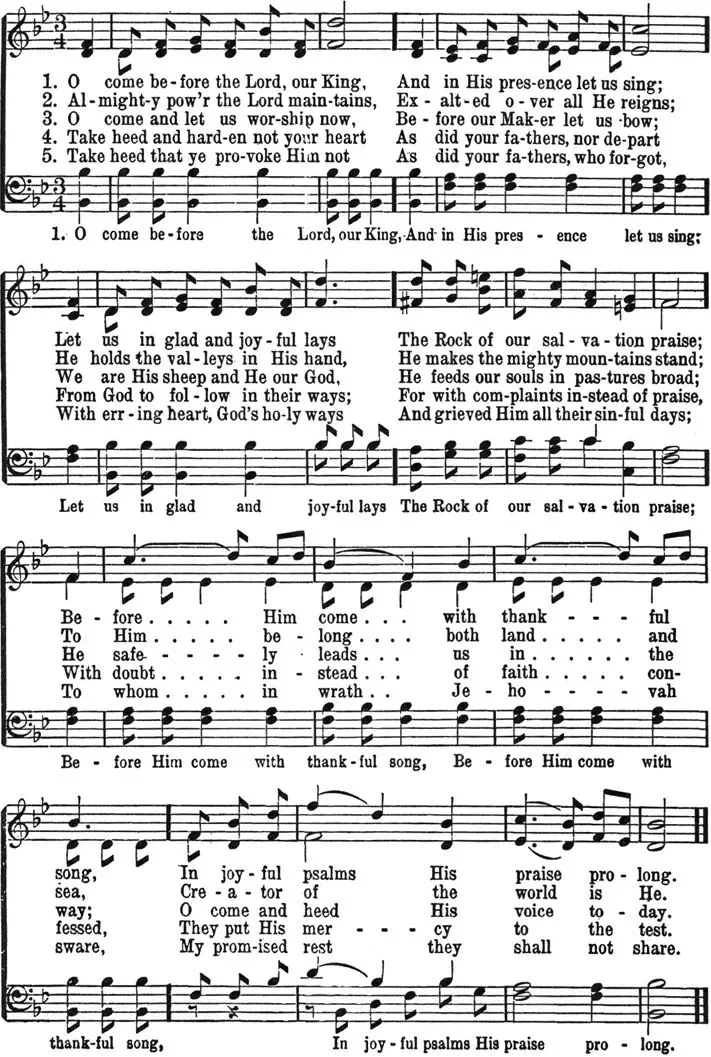 3 4
1. O come be-fore the Lord, our King, And in His pres-ence let us sing;
2. Al-might-y pow'r the Lord main-tains, Ex-alt-ed o-ver all He reigns;
3. O come and let us wor-ship now, Be-fore our Mak-er let us bow;
4. Take heed and hard-en not your heart As did your fa-thers, nor de-part
5. Take heed that ye pro-voke Him not As did your fa-thers, who for-got,
3 4
1. O come be-fore the Lord, our King, And in His pres-ence let us sing;
Let us in glad and joy-ful lays The Rock of our sal-va-tion praise;
He holds the val-leys in His hand, He makes the mighty moun-tains stand;
We are His sheep and He our God, He feeds our souls in pas-tures broad;
From God to fol-low in their ways; For with com-plaints in-stead of praise,
With err-ing heart, God's ho-ly ways And grieved Him all their sin-ful days;
Let us in glad and joy-ful lays The Rock of our sal-va-tion praise;
Be-fore . . . . . Him come . . . with thank - - - ful
To Him . . . . . be-long . . . both land . . . . . and
He safe - - - - - ly leads . . . us in . . . . . the
With doubt . . . . . in-stead . . . of faith . . . . . con-
To whom . . . . . in wrath . . Je-ho - - - - vah
Be-fore Him come with thank-ful song, Be-fore Him come with
song, In joy-ful psalms His praise pro-long.
sea, Cre-a-tor of the world is He.
way; O come and heed His voice to-day.
fessed, They put His mer - - - cy to the test.
sware, My prom-ised rest they shall not share.
thank-ful song, In joy-ful psalms His praise pro-long.